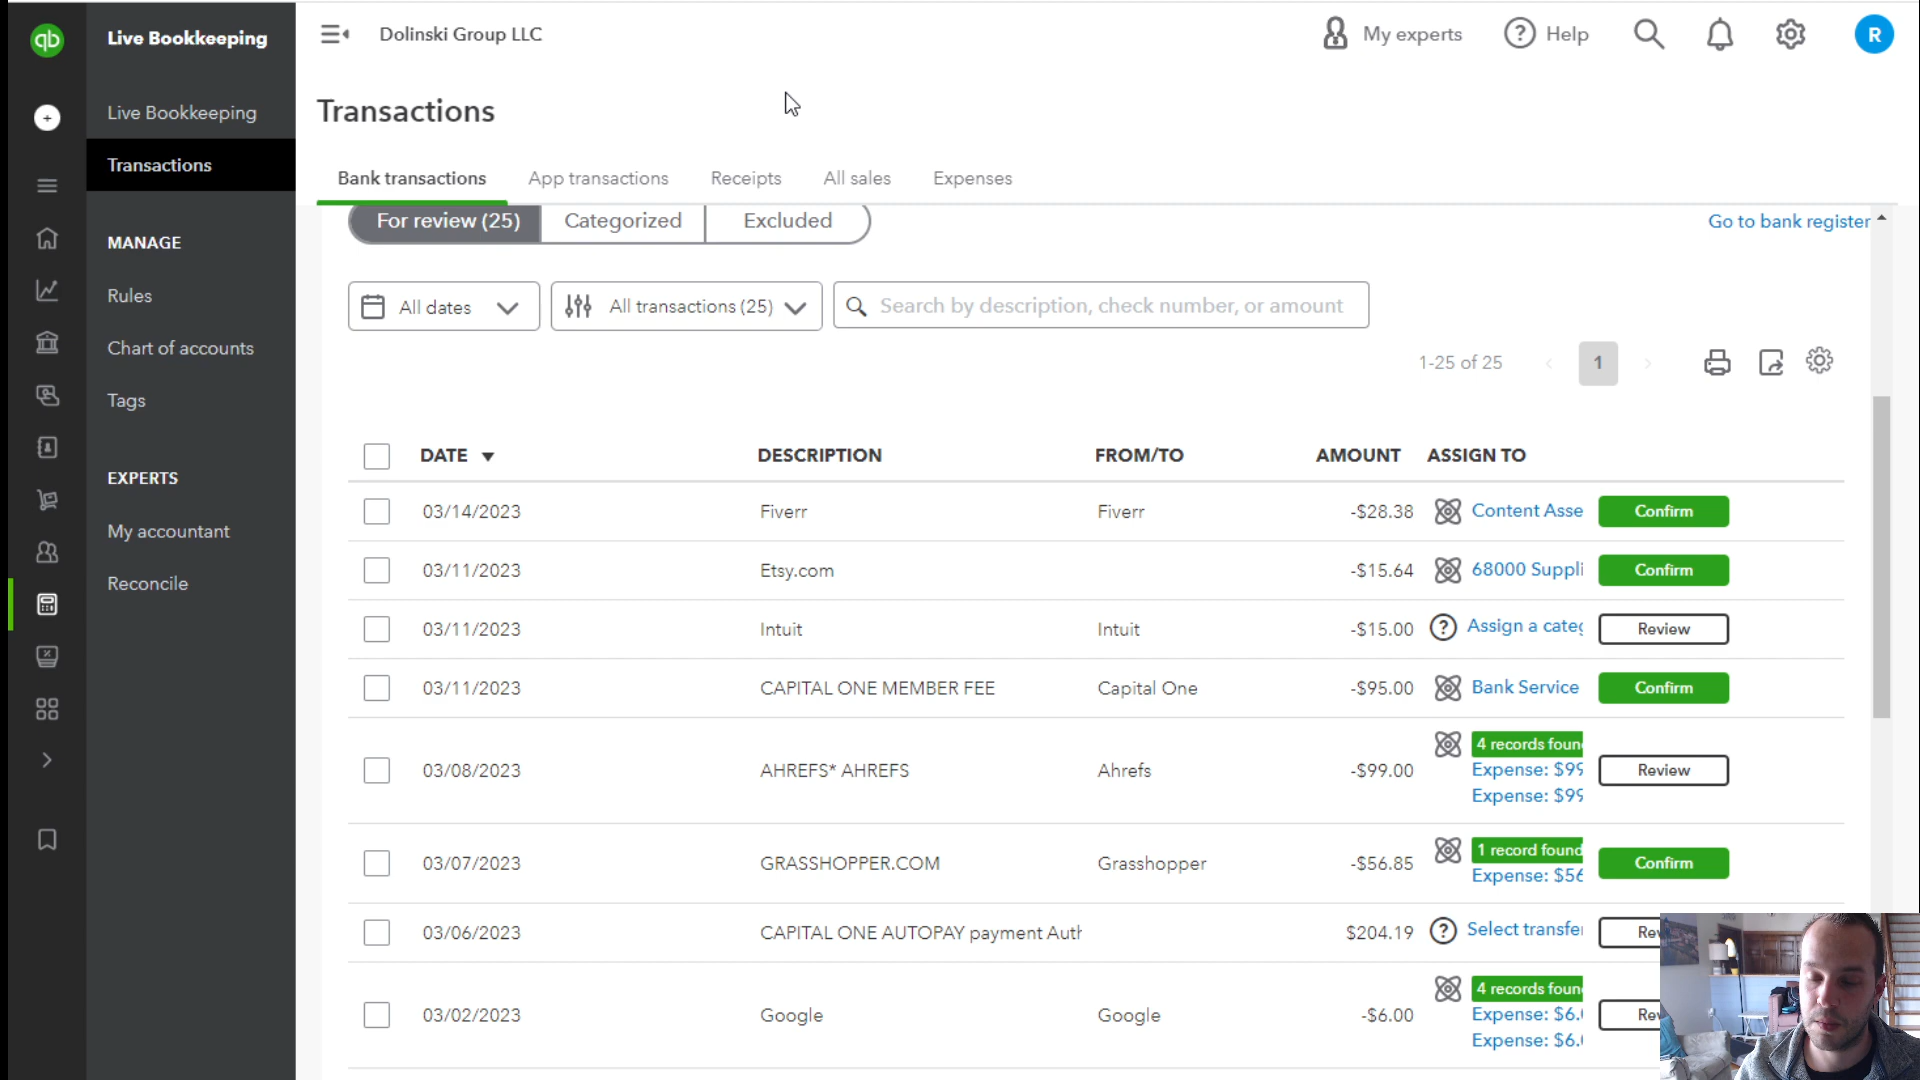 qb
Live Bookkeeping
Dolinski Group LLC
My experts
? Help
R
Live Bookkeeping
Transactions
MANAGE
Rules
Chart of accounts
Tags
EXPERTS
My accountant
Reconcile
Transactions
Bank transactions
App transactions
Receipts
All sales
Expenses
For review (25)
Categorized
Excluded
Go to bank register
All dates
All transactions (25)
Search by description, check number, or amount
1-25 of 25
1
DATE DESCRIPTION FROM/TO AMOUNT ASSIGN TO
03/14/2023 Fiverr Fiverr -$28.38 Content Asse Confirm
03/11/2023 Etsy.com -$15.64 68000 Suppli Confirm
03/11/2023 Intuit Intuit -$15.00 ? Assign a categ Review
03/11/2023 CAPITAL ONE MEMBER FEE Capital One -$95.00 Bank Service Confirm
4 records foun
03/08/2023 AHREFS* AHREFS Ahrefs -$99.00 Expense: $99 Review
Expense: $99
1 record found
03/07/2023 GRASSHOPPER.COM Grasshopper -$56.85 Expense: $56 Confirm
03/06/2023 CAPITAL ONE AUTOPAY payment Auth $204.19 ? Select transfe Rev
4 records foun
03/02/2023 Google Google -$6.00 Expense: $6. Rev
Expense: $6.